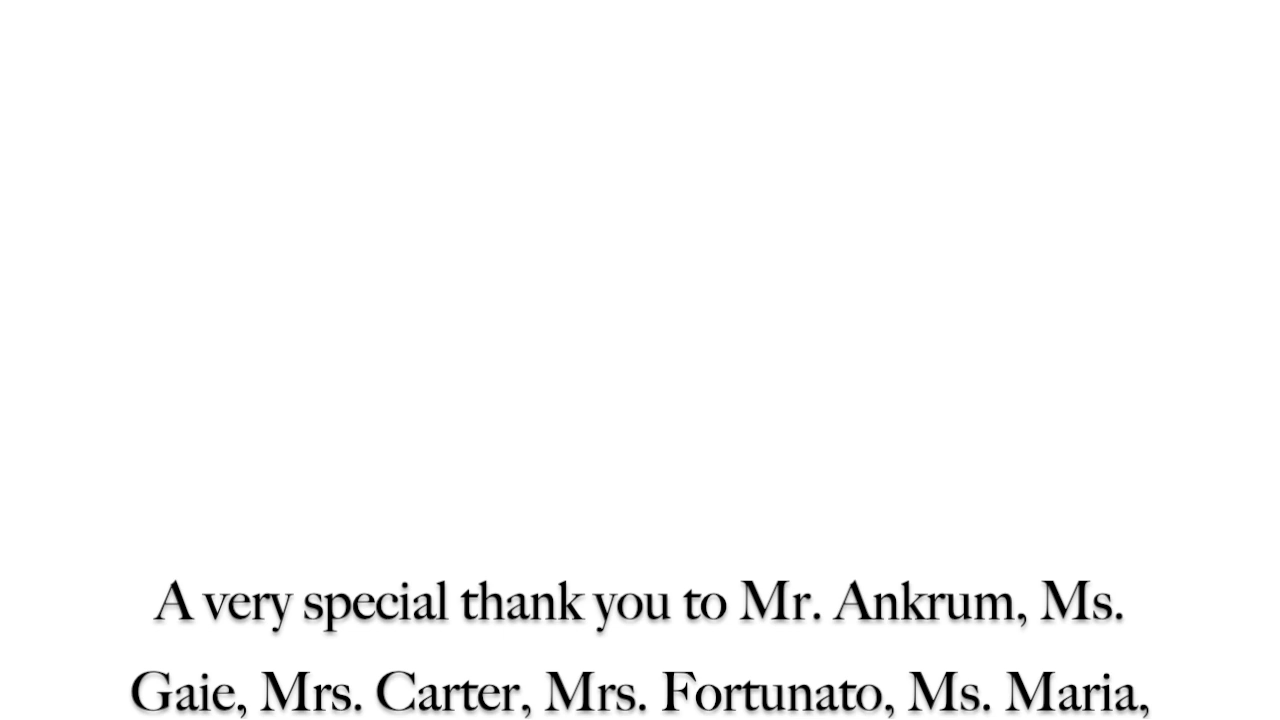 A very special thank you to Mr. Ankrum, Ms.
Gaie, Mrs. Carter, Mrs. Fortunato, Ms. Maria,